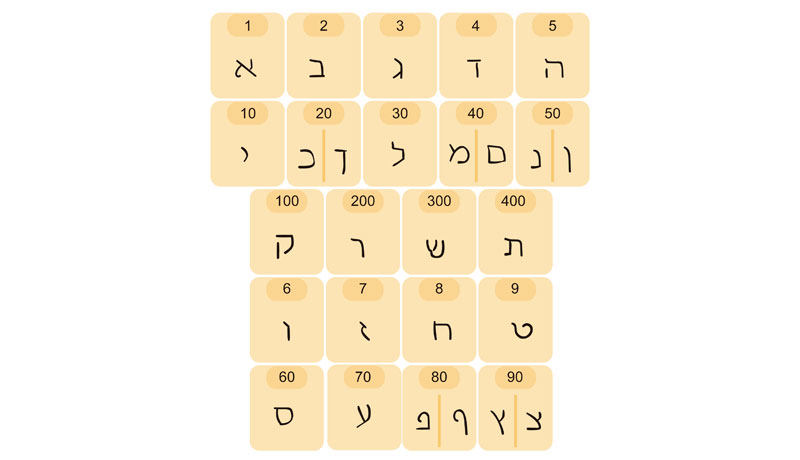 1 2 3 4 5
א ב ג ד ה
10 20 30 40 50
י כ ך ל מ ם נ ן
100 200 300 400
ק ר ש ת
6 7 8 9
ו ז ח ט
60 70 80 90
ס ע פ ף ץ צ